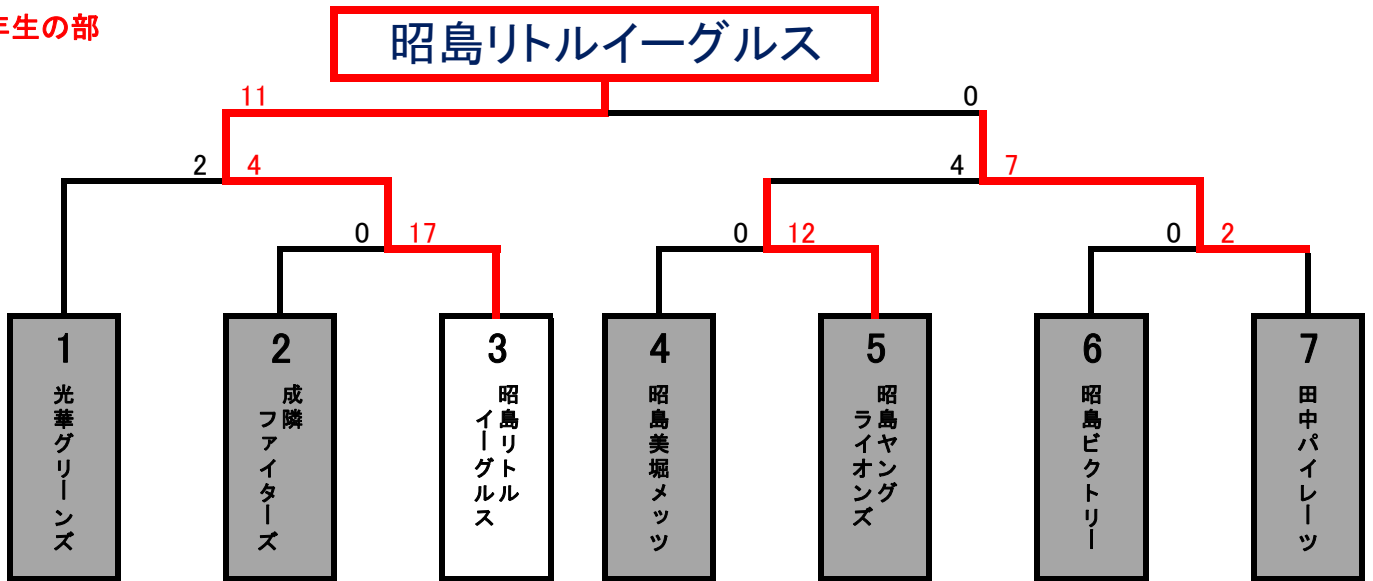 年生の部
昭島リトルイーグルス
11
0
2
4
4
7
0
17
0
12
0
2
1
2
3
4
5
6
7
光華グリーンズ
成隣
ファイターズ
昭島リトル
イーグルス
昭島美堀メッツ
昭島ヤング
ライオンズ
昭島ビクトリー
田中パイレーツ